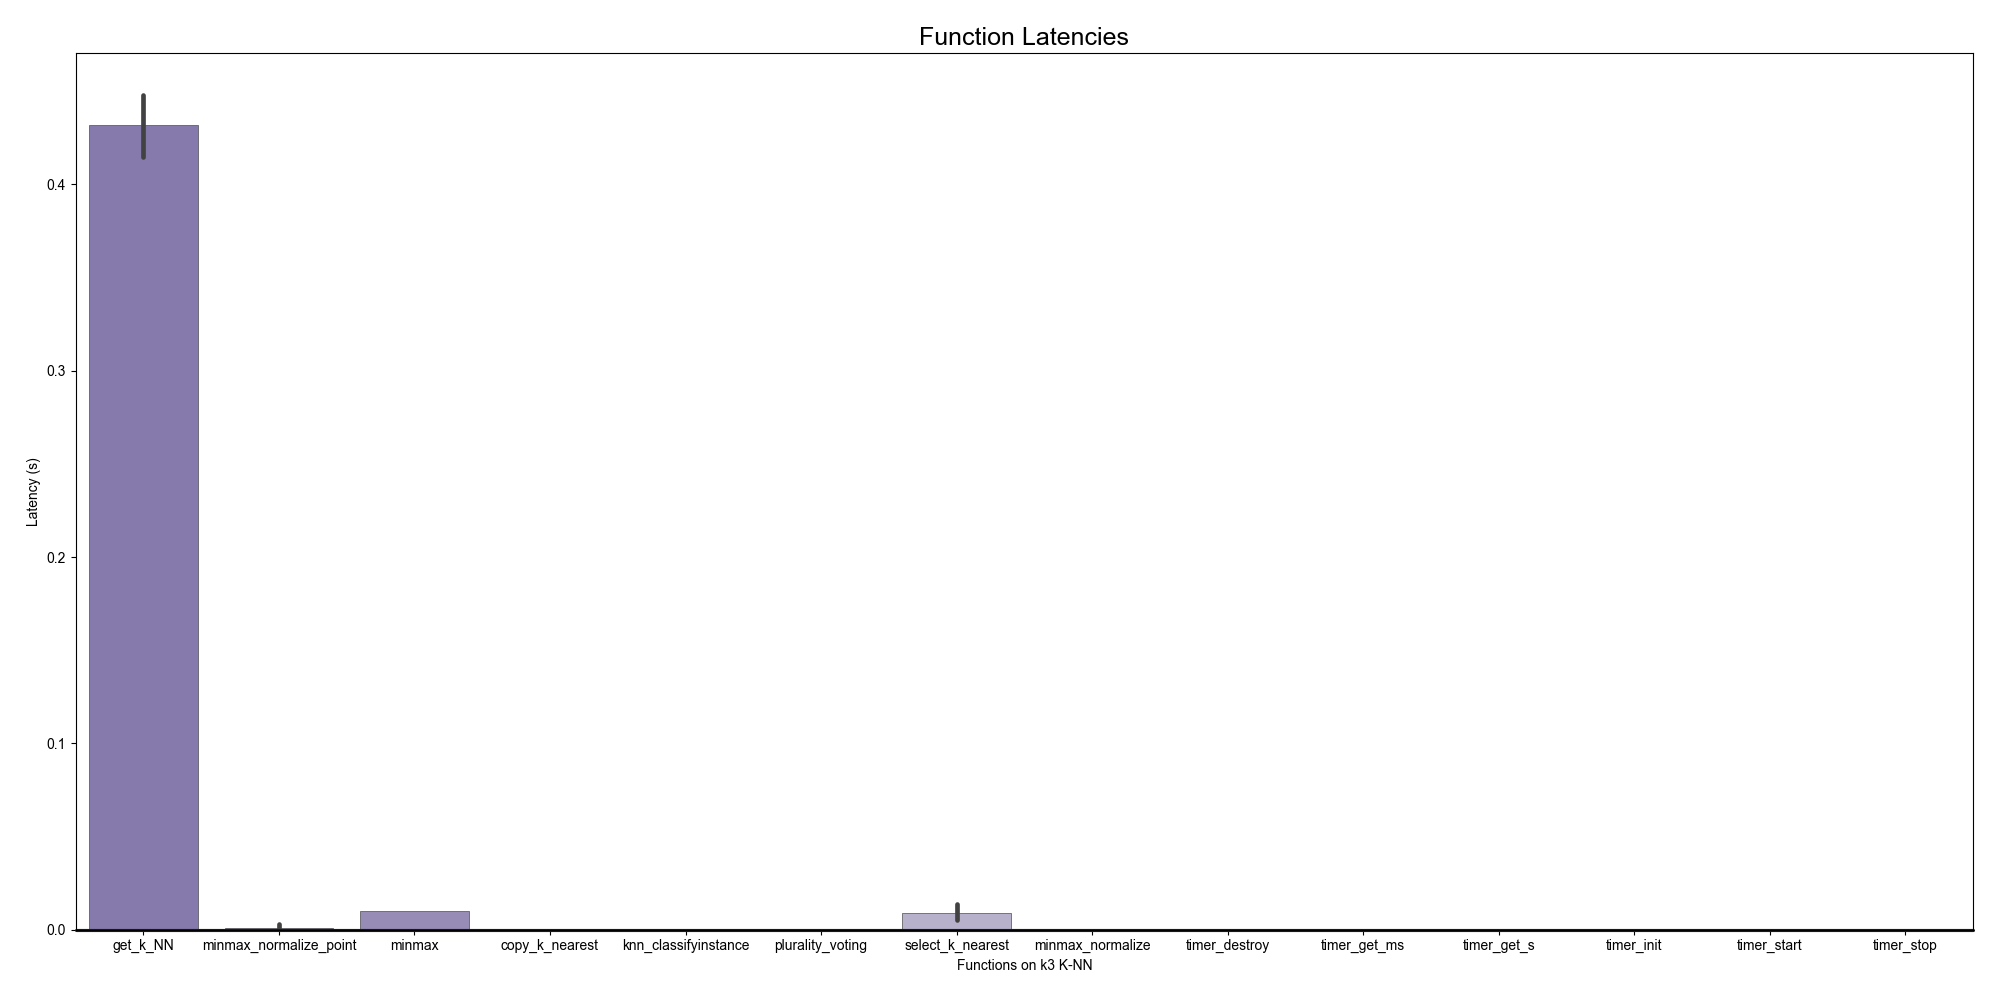 Function Latencies
Latency (s)
0.4
0.3
0.2
0.1
0.0
get_k_NN minmax_normalize_point minmax copy_k_nearest knn_classifyinstance plurality_voting select_k_nearest minmax_normalize timer_destroy timer_get_ms timer_get_s timer_init timer_start timer_stop
Functions on k3 K-NN